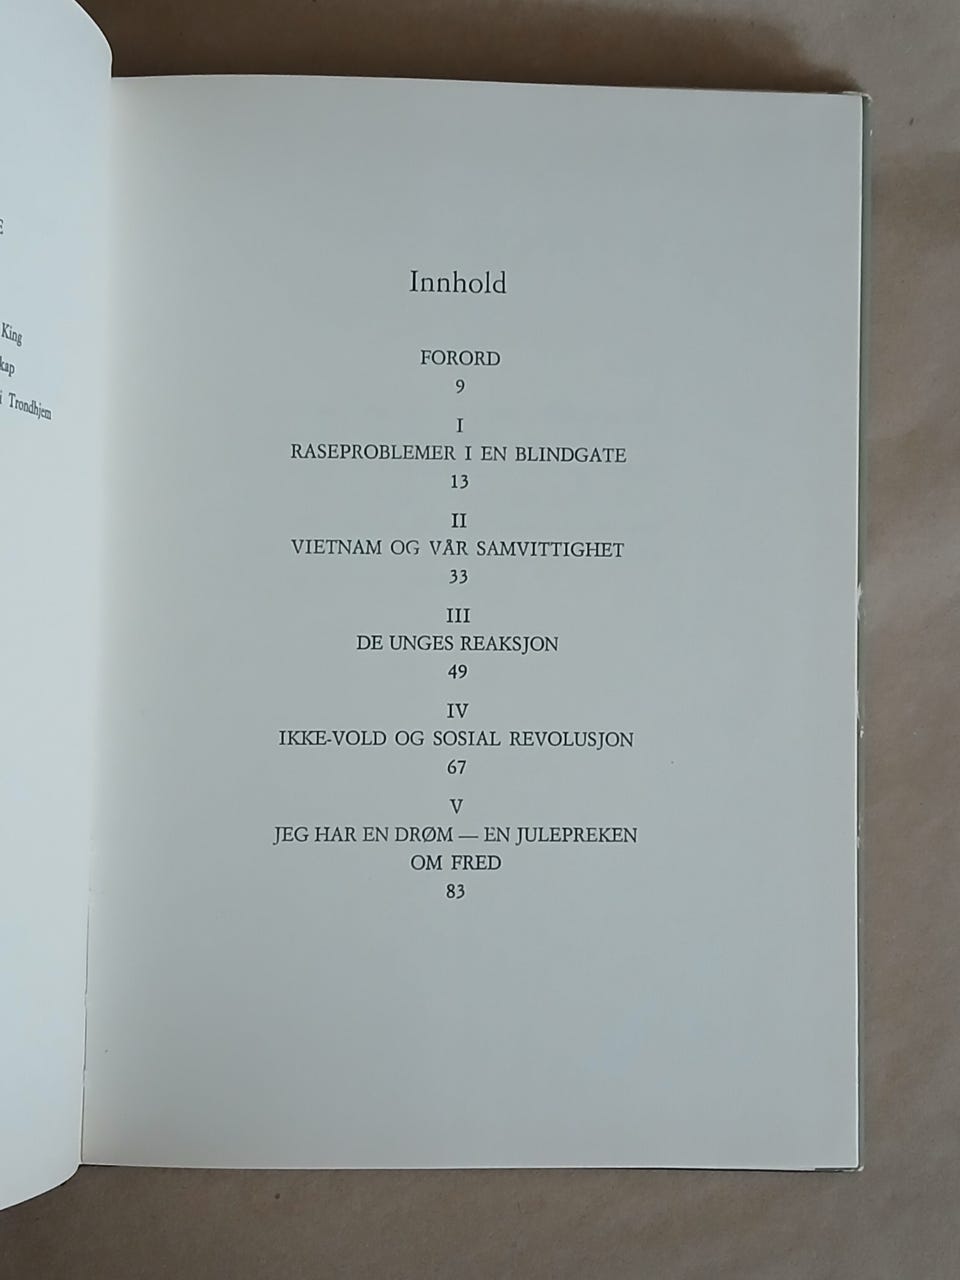 King
i Trondhjem
Innhold
FORORD
9
I
RASEPROBLEMER I EN BLINDGATE
13
II
VIETNAM OG VÅR SAMVITTIGHET
33
III
DE UNGES REAKSJON
49
IV
IKKE-VOLD OG SOSIAL REVOLUSJON
67
V
JEG HAR EN DRØM — EN JULEPREKEN
OM FRED
83